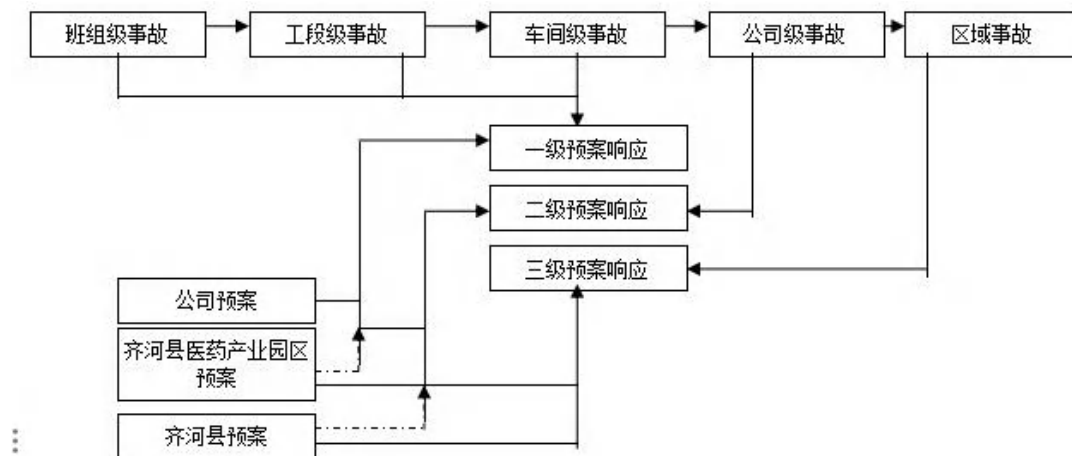 班组级事故
工段级事故
车间级事故
公司级事故
区域事故
一级预案响应
二级预案响应
三级预案响应
公司预案
齐河县医药产业园区
预案
齐河县预案